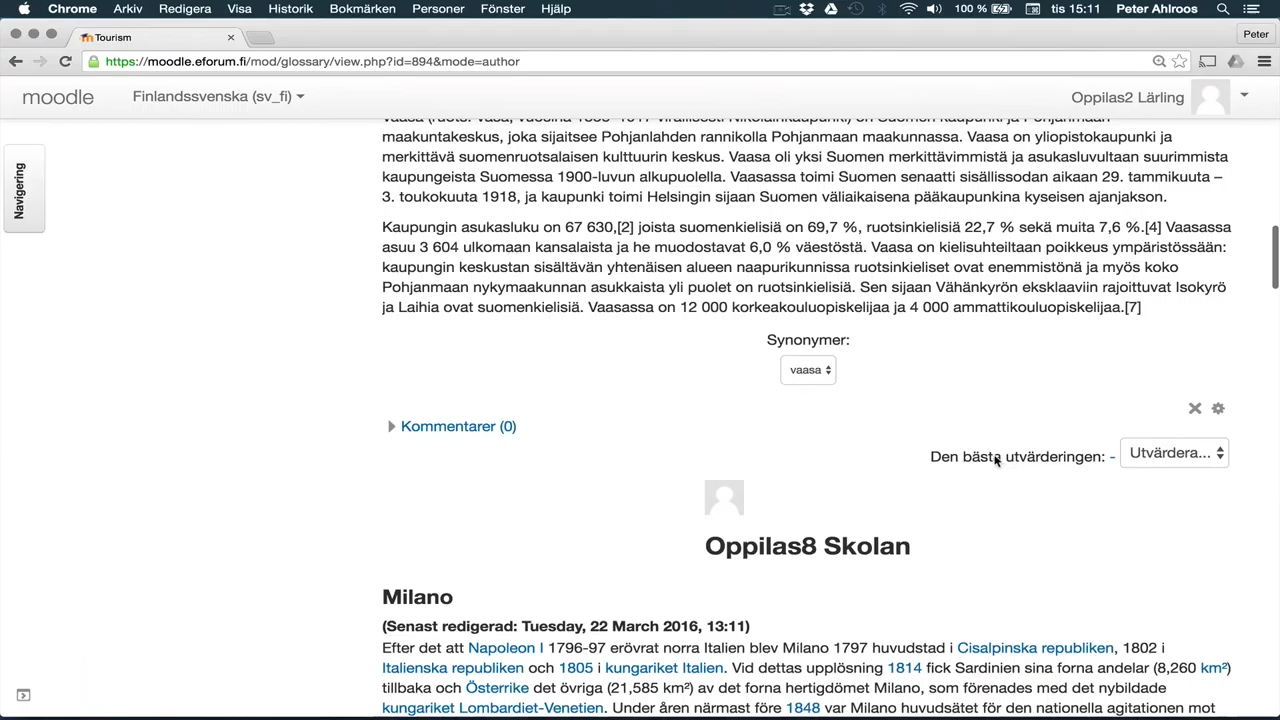 Chrome Arkiv Redigera Visa Historik Bokmärken Personer Fönster Hjälp 100 % tis 15:11 Peter Ahlroos
Tourism Peter
https://moodle.eforum.fi/mod/glossary/view.php?id=894&mode=author
moodle Finlandssvenska (sv_fi) Oppilas2 Lärling
Navigering
maakuntakeskus, joka sijaitsee Pohjanlahden rannikolla Pohjanmaan maakunnassa. Vaasa on yliopistokaupunki ja
merkittävä suomenruotsalaisen kulttuurin keskus. Vaasa oli yksi Suomen merkittävimmistä ja asukasluvultaan suurimmista
kaupungeista Suomessa 1900-luvun alkupuolella. Vaasassa toimi Suomen senaatti sisällissodan aikaan 29. tammikuuta –
3. toukokuuta 1918, ja kaupunki toimi Helsingin sijaan Suomen väliaikaisena pääkaupunkina kyseisen ajanjakson.
Kaupungin asukasluku on 67 630,[2] joista suomenkielisiä on 69,7 %, ruotsinkielisiä 22,7 % sekä muita 7,6 %.[4] Vaasassa
asuu 3 604 ulkomaan kansalaista ja he muodostavat 6,0 % väestöstä. Vaasa on kielisuhteiltaan poikkeus ympäristössään:
kaupungin keskustan sisältävän yhtenäisen alueen naapurikunnissa ruotsinkieliset ovat enemmistönä ja myös koko
Pohjanmaan nykymaakunnan asukkaista yli puolet on ruotsinkielisiä. Sen sijaan Vähänkyrön eksklaaviin rajoittuvat Isokyrö
ja Laihia ovat suomenkielisiä. Vaasassa on 12 000 korkeakouluopiskelijaa ja 4 000 ammattikouluopiskelijaa.[7]
Synonymer:
vaasa
Kommentarer (0)
Den bästa utvärderingen: - Utvärdera...
Oppilas8 Skolan
Milano
(Senast redigerad: Tuesday, 22 March 2016, 13:11)
Efter det att Napoleon I 1796-97 erövrat norra Italien blev Milano 1797 huvudstad i Cisalpinska republiken, 1802 i
Italienska republiken och 1805 i kungariket Italien. Vid dettas upplösning 1814 fick Sardinien sina forna andelar (8,260 km²)
tillbaka och Österrike det övriga (21,585 km²) av det forna hertigdömet Milano, som förenades med det nybildade
kungariket Lombardiet-Venetien. Under åren närmast före 1848 var Milano huvudsätet för den nationella agitationen mot